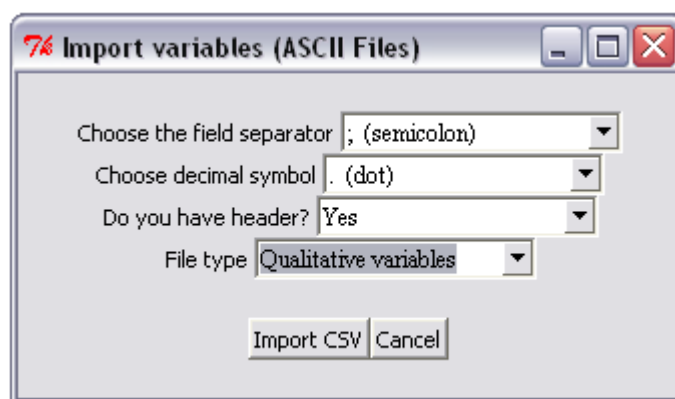 7% Import variables (ASCII Files)
Choose the field separator ; (semicolon)
Choose decimal symbol . (dot)
Do you have header? Yes
File type Qualitative variables
Import CSV Cancel